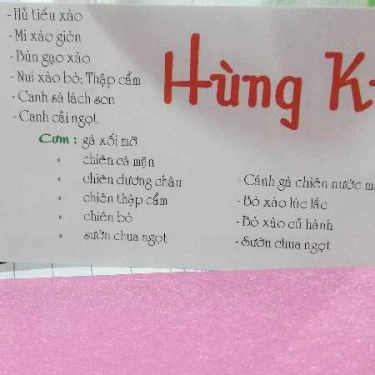 - Hủ tiếu xào
- Mì xào giòn
- Bún gạo xào
- Nui xào bò; Thập cẩm
- Canh xà lách son
- Canh cải ngọt
Hùng K
Cơm : gà xối mỡ
" chiên cá mặn
" chiên dương châu
" chiên thập cẩm
" chiên bò
" sườn chua ngọt
- Cánh gà chiên nước m
- Bò xào lúc lắc
- Bò xào củ hành
- Sườn chua ngọt